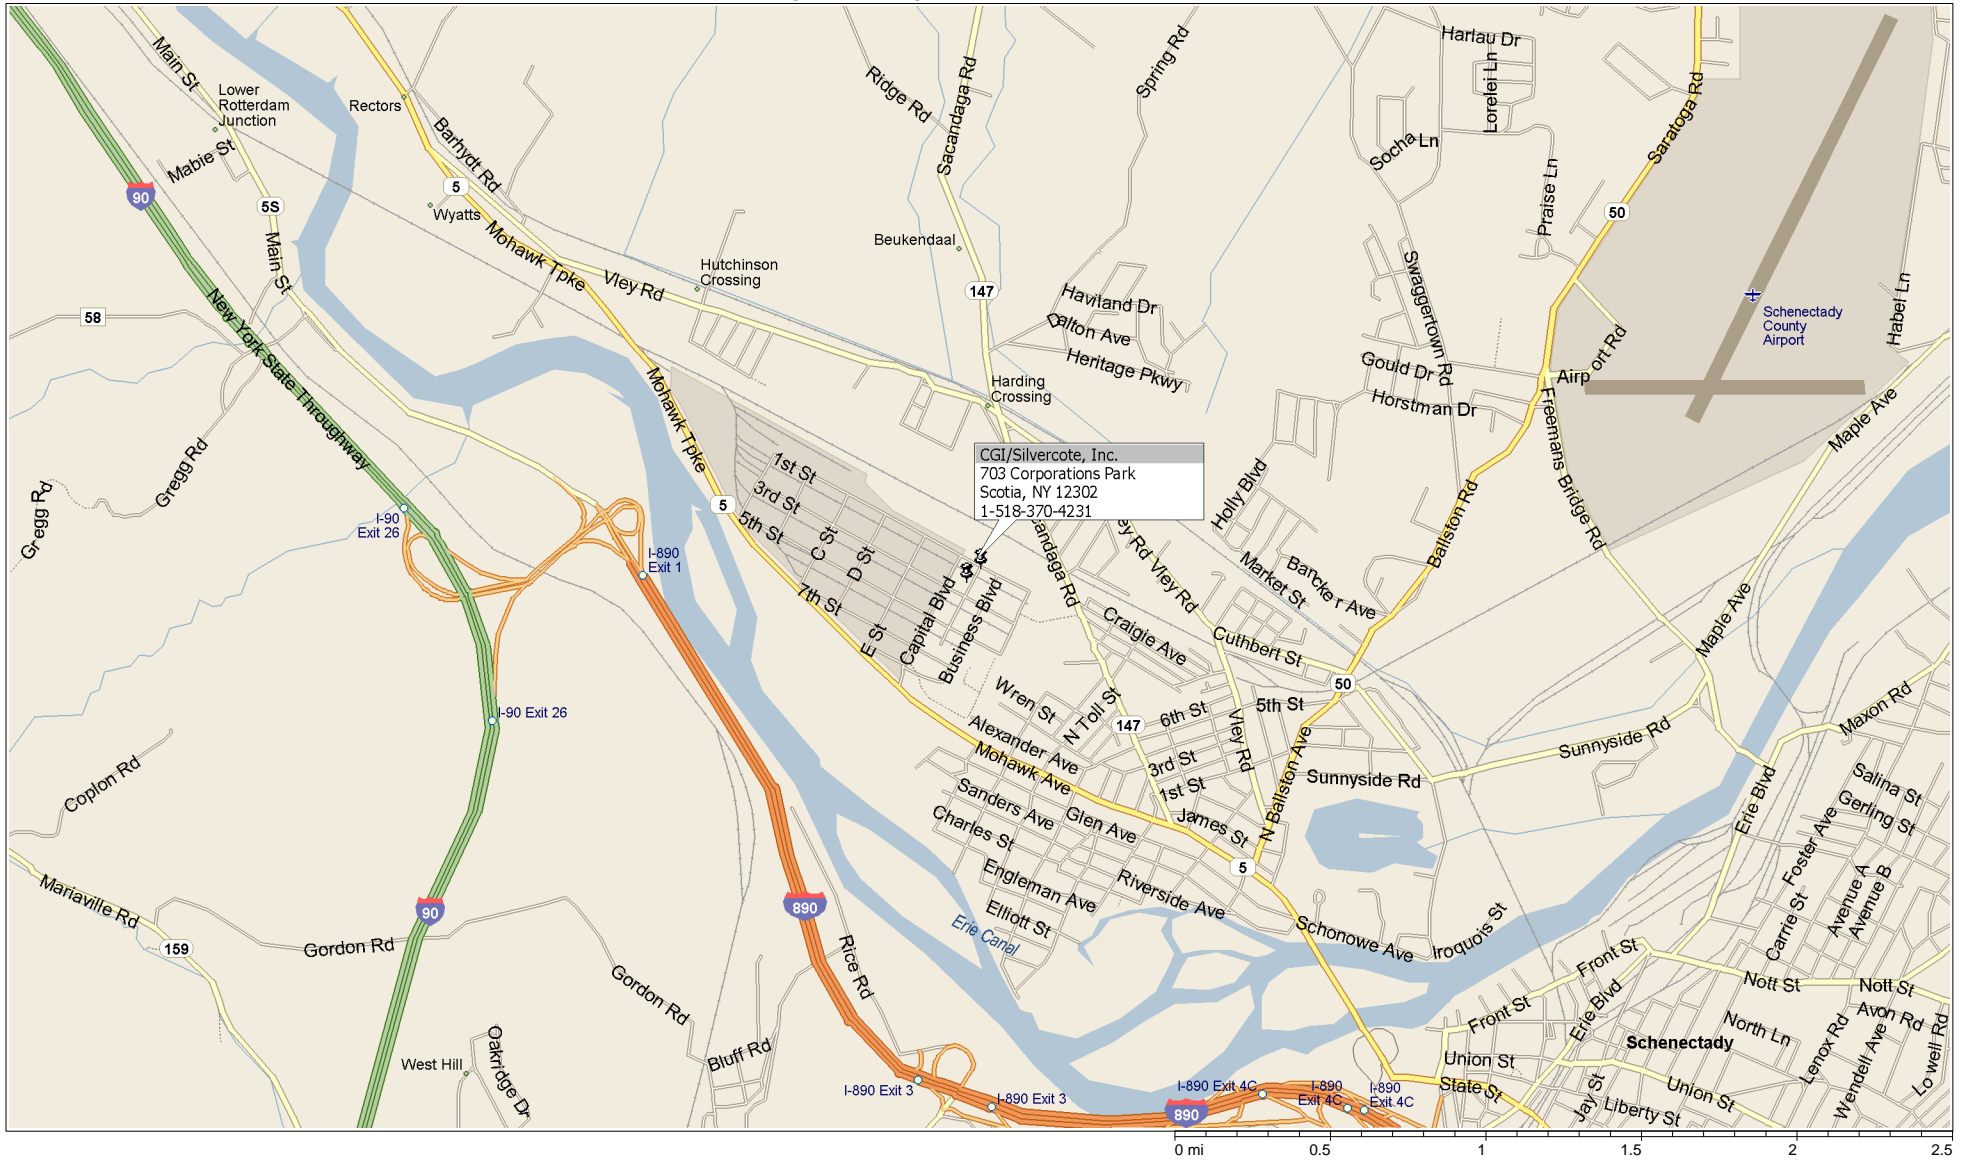 Main St
Lower
Rotterdam
Junction
Mabie St
Rectors
Barhydt Rd
Ridge Rd
Sacandaga Rd
Spring Rd
Harlau Dr
Lorelei Ln
Socha Ln
Saratoga Rd
90
5S
5
Wyatts
Main St
Mohawk Tpke
Beukendaal
Praise Ln
50
Hutchinson
Crossing
Vley Rd
147
Haviland Dr
Dalton Ave
Heritage Pkwy
Swaggertown Rd
Schenectady
County
Airport
Habel Ln
58
New York State Throughway
Gould Dr
Airport Rd
Horstman Dr
Harding
Crossing
Mohawk Tpke
Freemans Bridge Rd
Maple Ave
Gregg Rd
Gregg Rd
CGI/Silvercote, Inc.
703 Corporations Park
Scotia, NY 12302
1-518-370-4231
1st St
3rd St
5th St
7th St
C St
D St
E St
Capital Blvd
Business Blvd
5
Holly Blvd
Ballston Rd
I-90
Exit 26
I-890
Exit 1
candaga Rd
ey Rd
Vley Rd
Market St
Bancker Ave
Craigie Ave
Cuthbert St
Maple Ave
50
I-90 Exit 26
Wren St
N Toll St
147
6th St
5th St
Alexander Ave
Mohawk Ave
3rd St
1st St
Vley Rd
N Ballston Ave
Sunnyside Rd
Sunnyside Rd
Maxon Rd
Coplon Rd
Sanders Ave
Glen Ave
James St
Charles St
Erie Blvd
Salina St
Gerling St
Foster Ave
5
Engleman Ave
Riverside Ave
Elliott St
Erie Canal
Schonowe Ave
Iroquois St
Carrie St
Avenue A
Avenue B
Mariaville Rd
159
90
890
Gordon Rd
Gordon Rd
Rice Rd
Front St
Front St
Erie Blvd
Nott St
Nott St
Avon Rd
North Ln
Lenox Rd
Wendell Ave
Lowell Rd
Schenectady
West Hill
Oakridge Dr
Bluff Rd
I-890 Exit 3
I-890 Exit 3
890
I-890 Exit 4C
I-890
Exit 4C
I-890
Exit 4C
Union St
State St
Jay St
Liberty St
Union St
0 mi
0.5
1
1.5
2
2.5